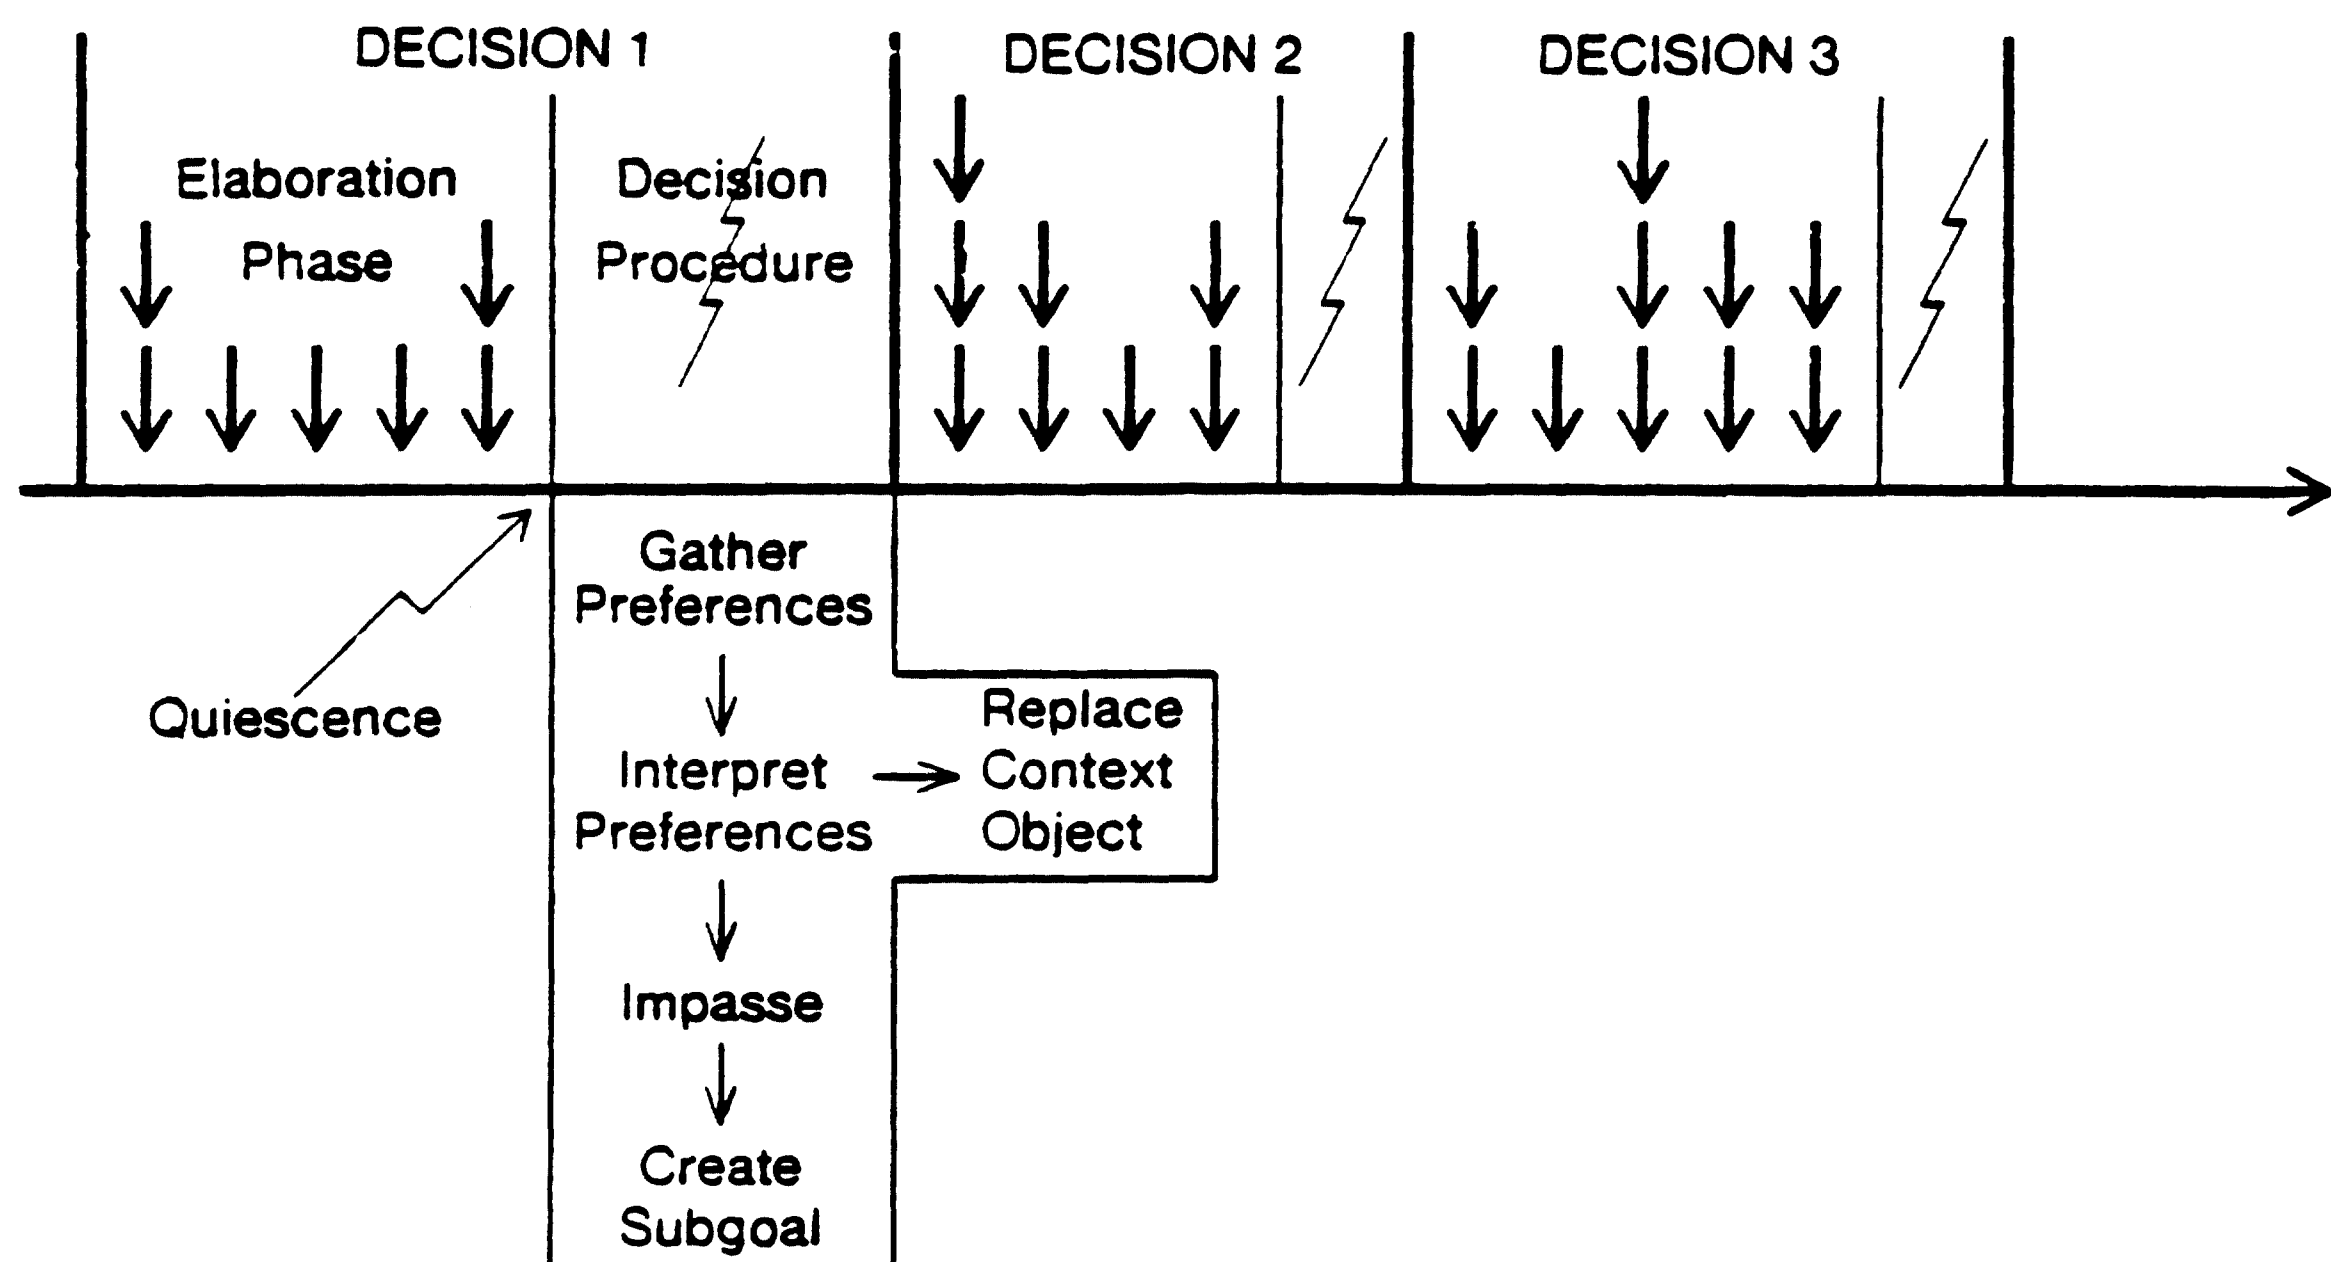 DECISION 1
DECISION 2
DECISION 3
Elaboration
Phase
Decision
Procedure
Gather
Preferences
Quiescence
Interpret
Preferences
Replace
Context
Object
Impasse
Create
Subgoal